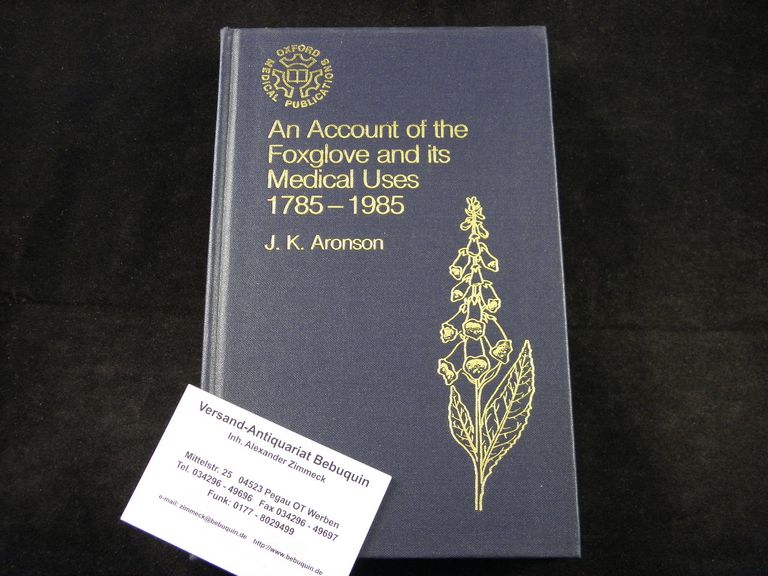 OXFORD MEDICAL PUBLICATIONS
An Account of the
Foxglove and its
Medical Uses
1785–1985
J. K. Aronson
Versand-Antiquariat Bebuquin
Inh. Alexander Zimmeck
Mittelstr. 25 04523 Pegau OT Werben
Tel. 034296 - 49696 Fax 034296 - 49697
Funk: 0177 - 8029499
e-mail: zimmeck@bebuquin.de http://www.bebuquin.de